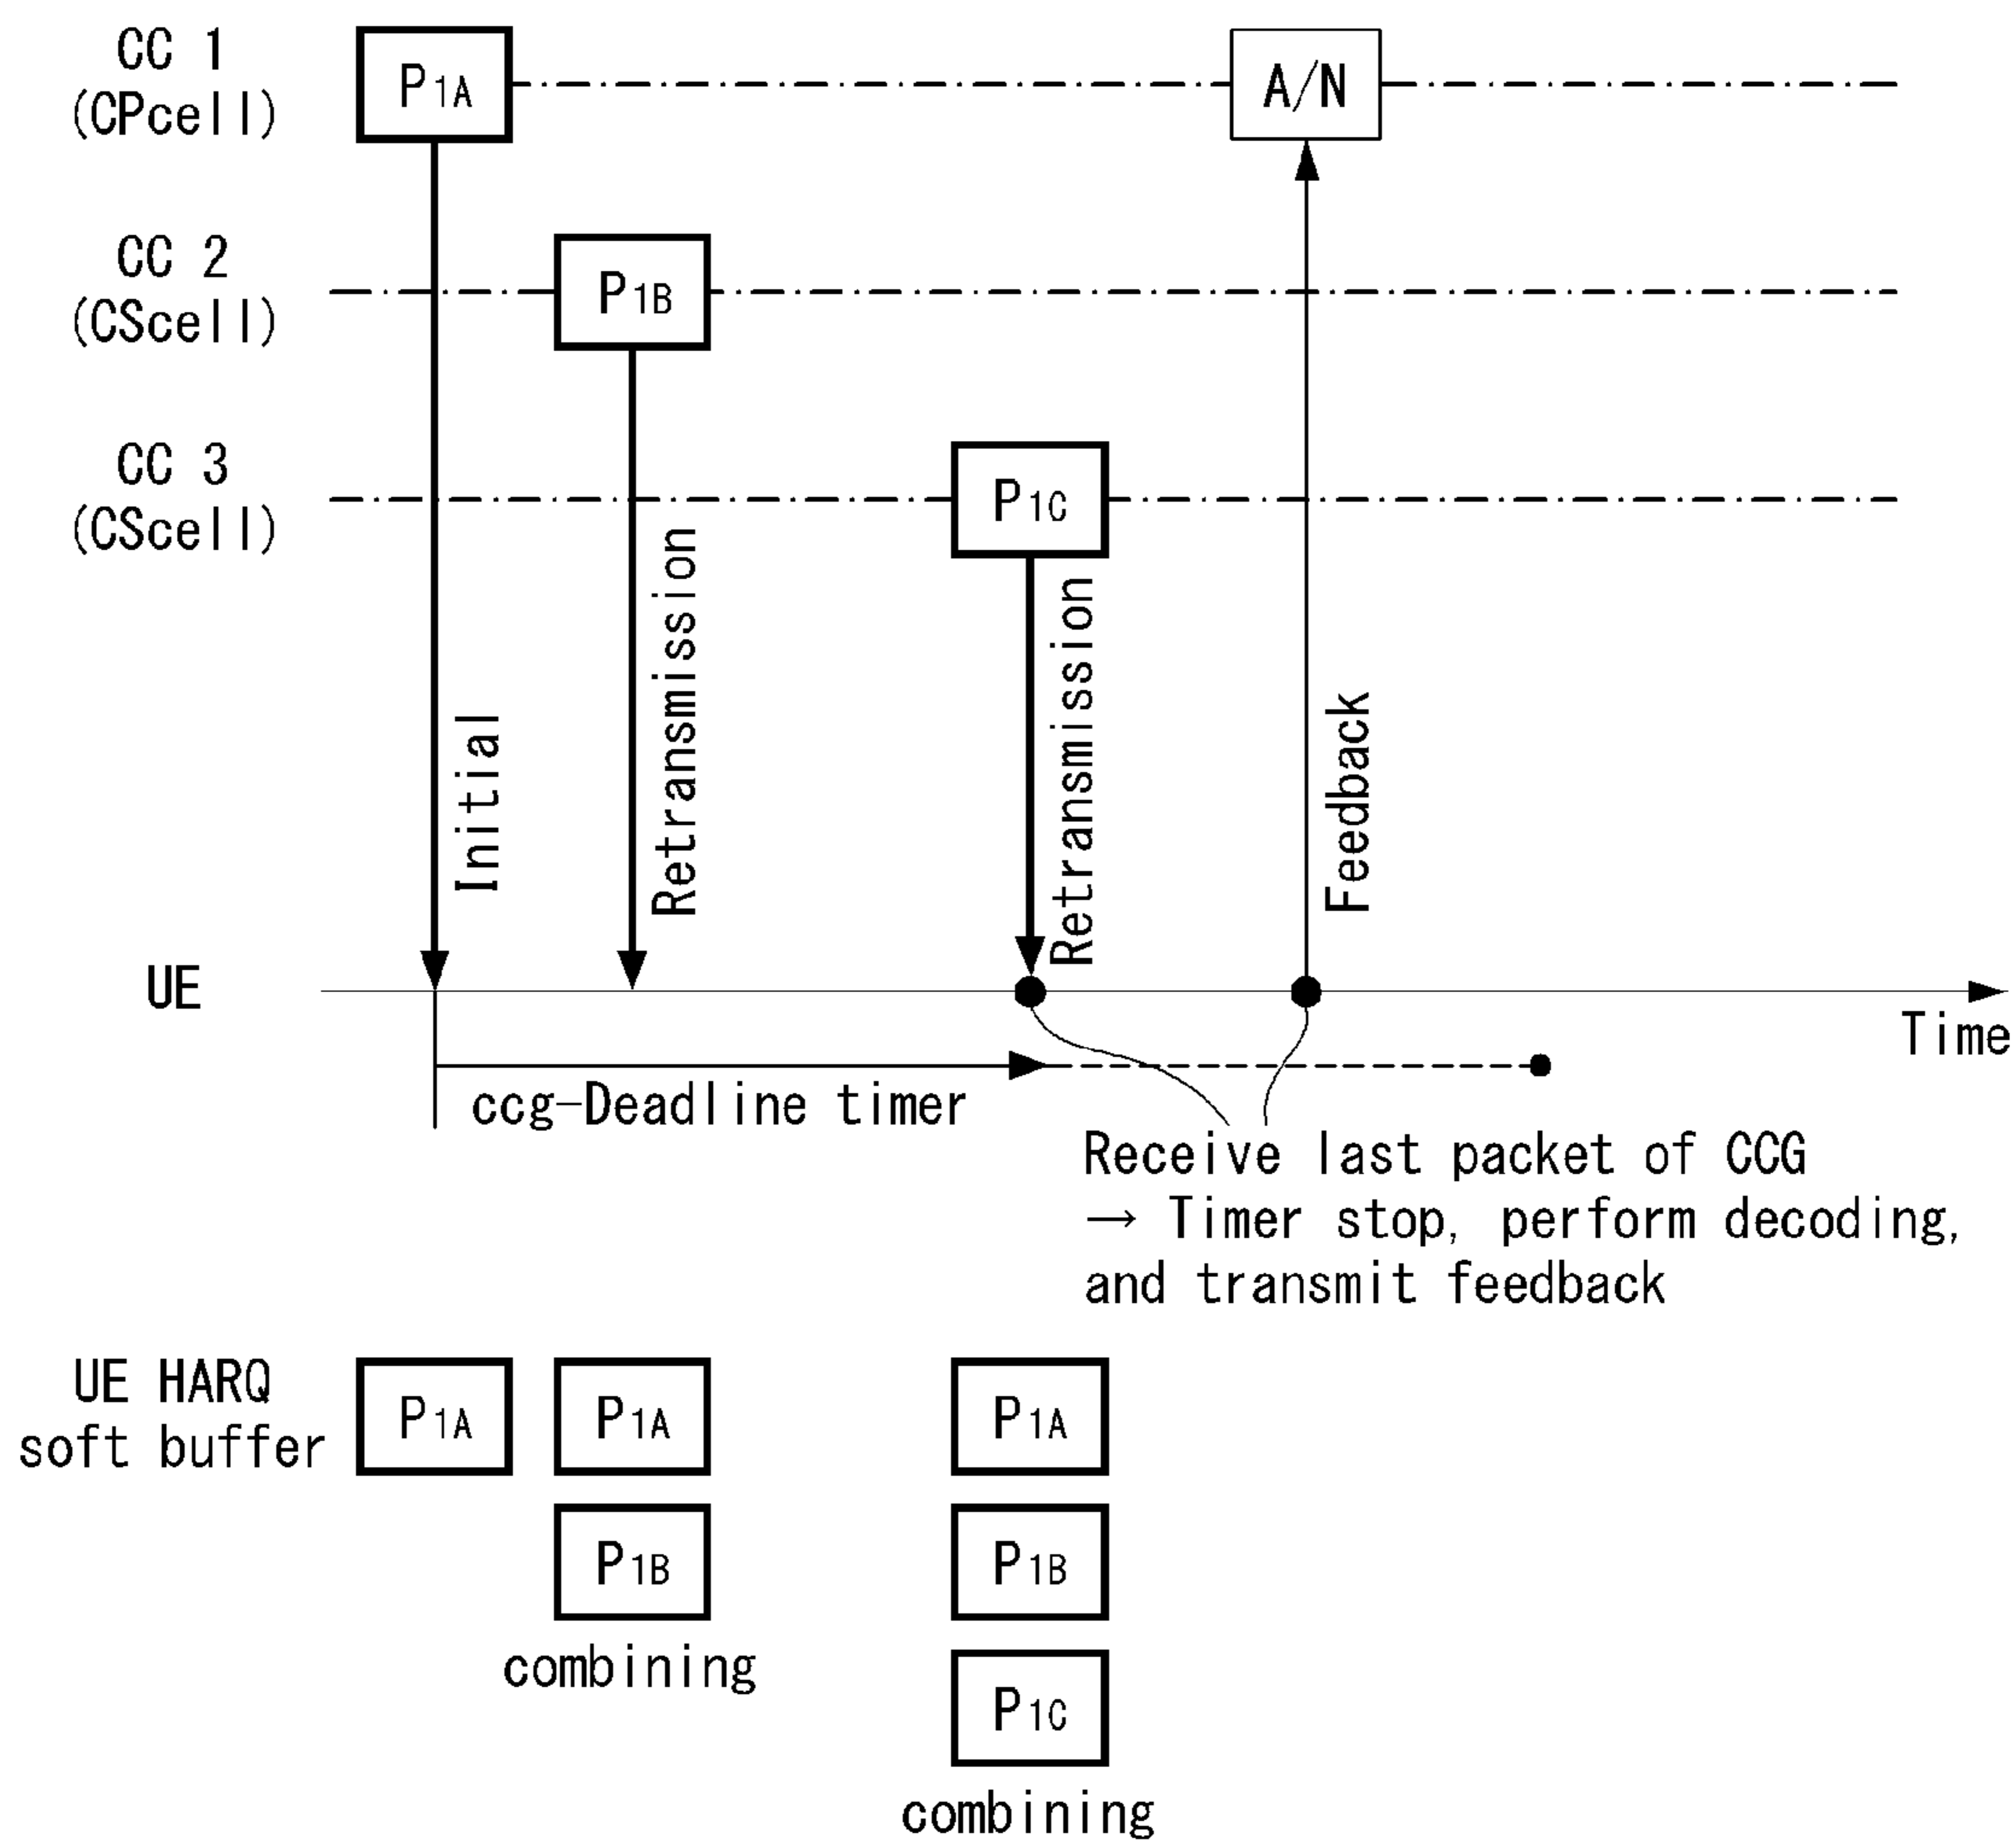 CC 1
(CPcell)
P1A
A/N
CC 2
(CScell)
P1B
CC 3
(CScell)
P1C
Initial
Retransmission
Retransmission
Feedback
UE
Time
ccg-Deadline timer
Receive last packet of CCG
→ Timer stop, perform decoding,
and transmit feedback
UE HARQ
soft buffer
P1A
P1A
P1A
P1B
P1B
combining
P1C
combining